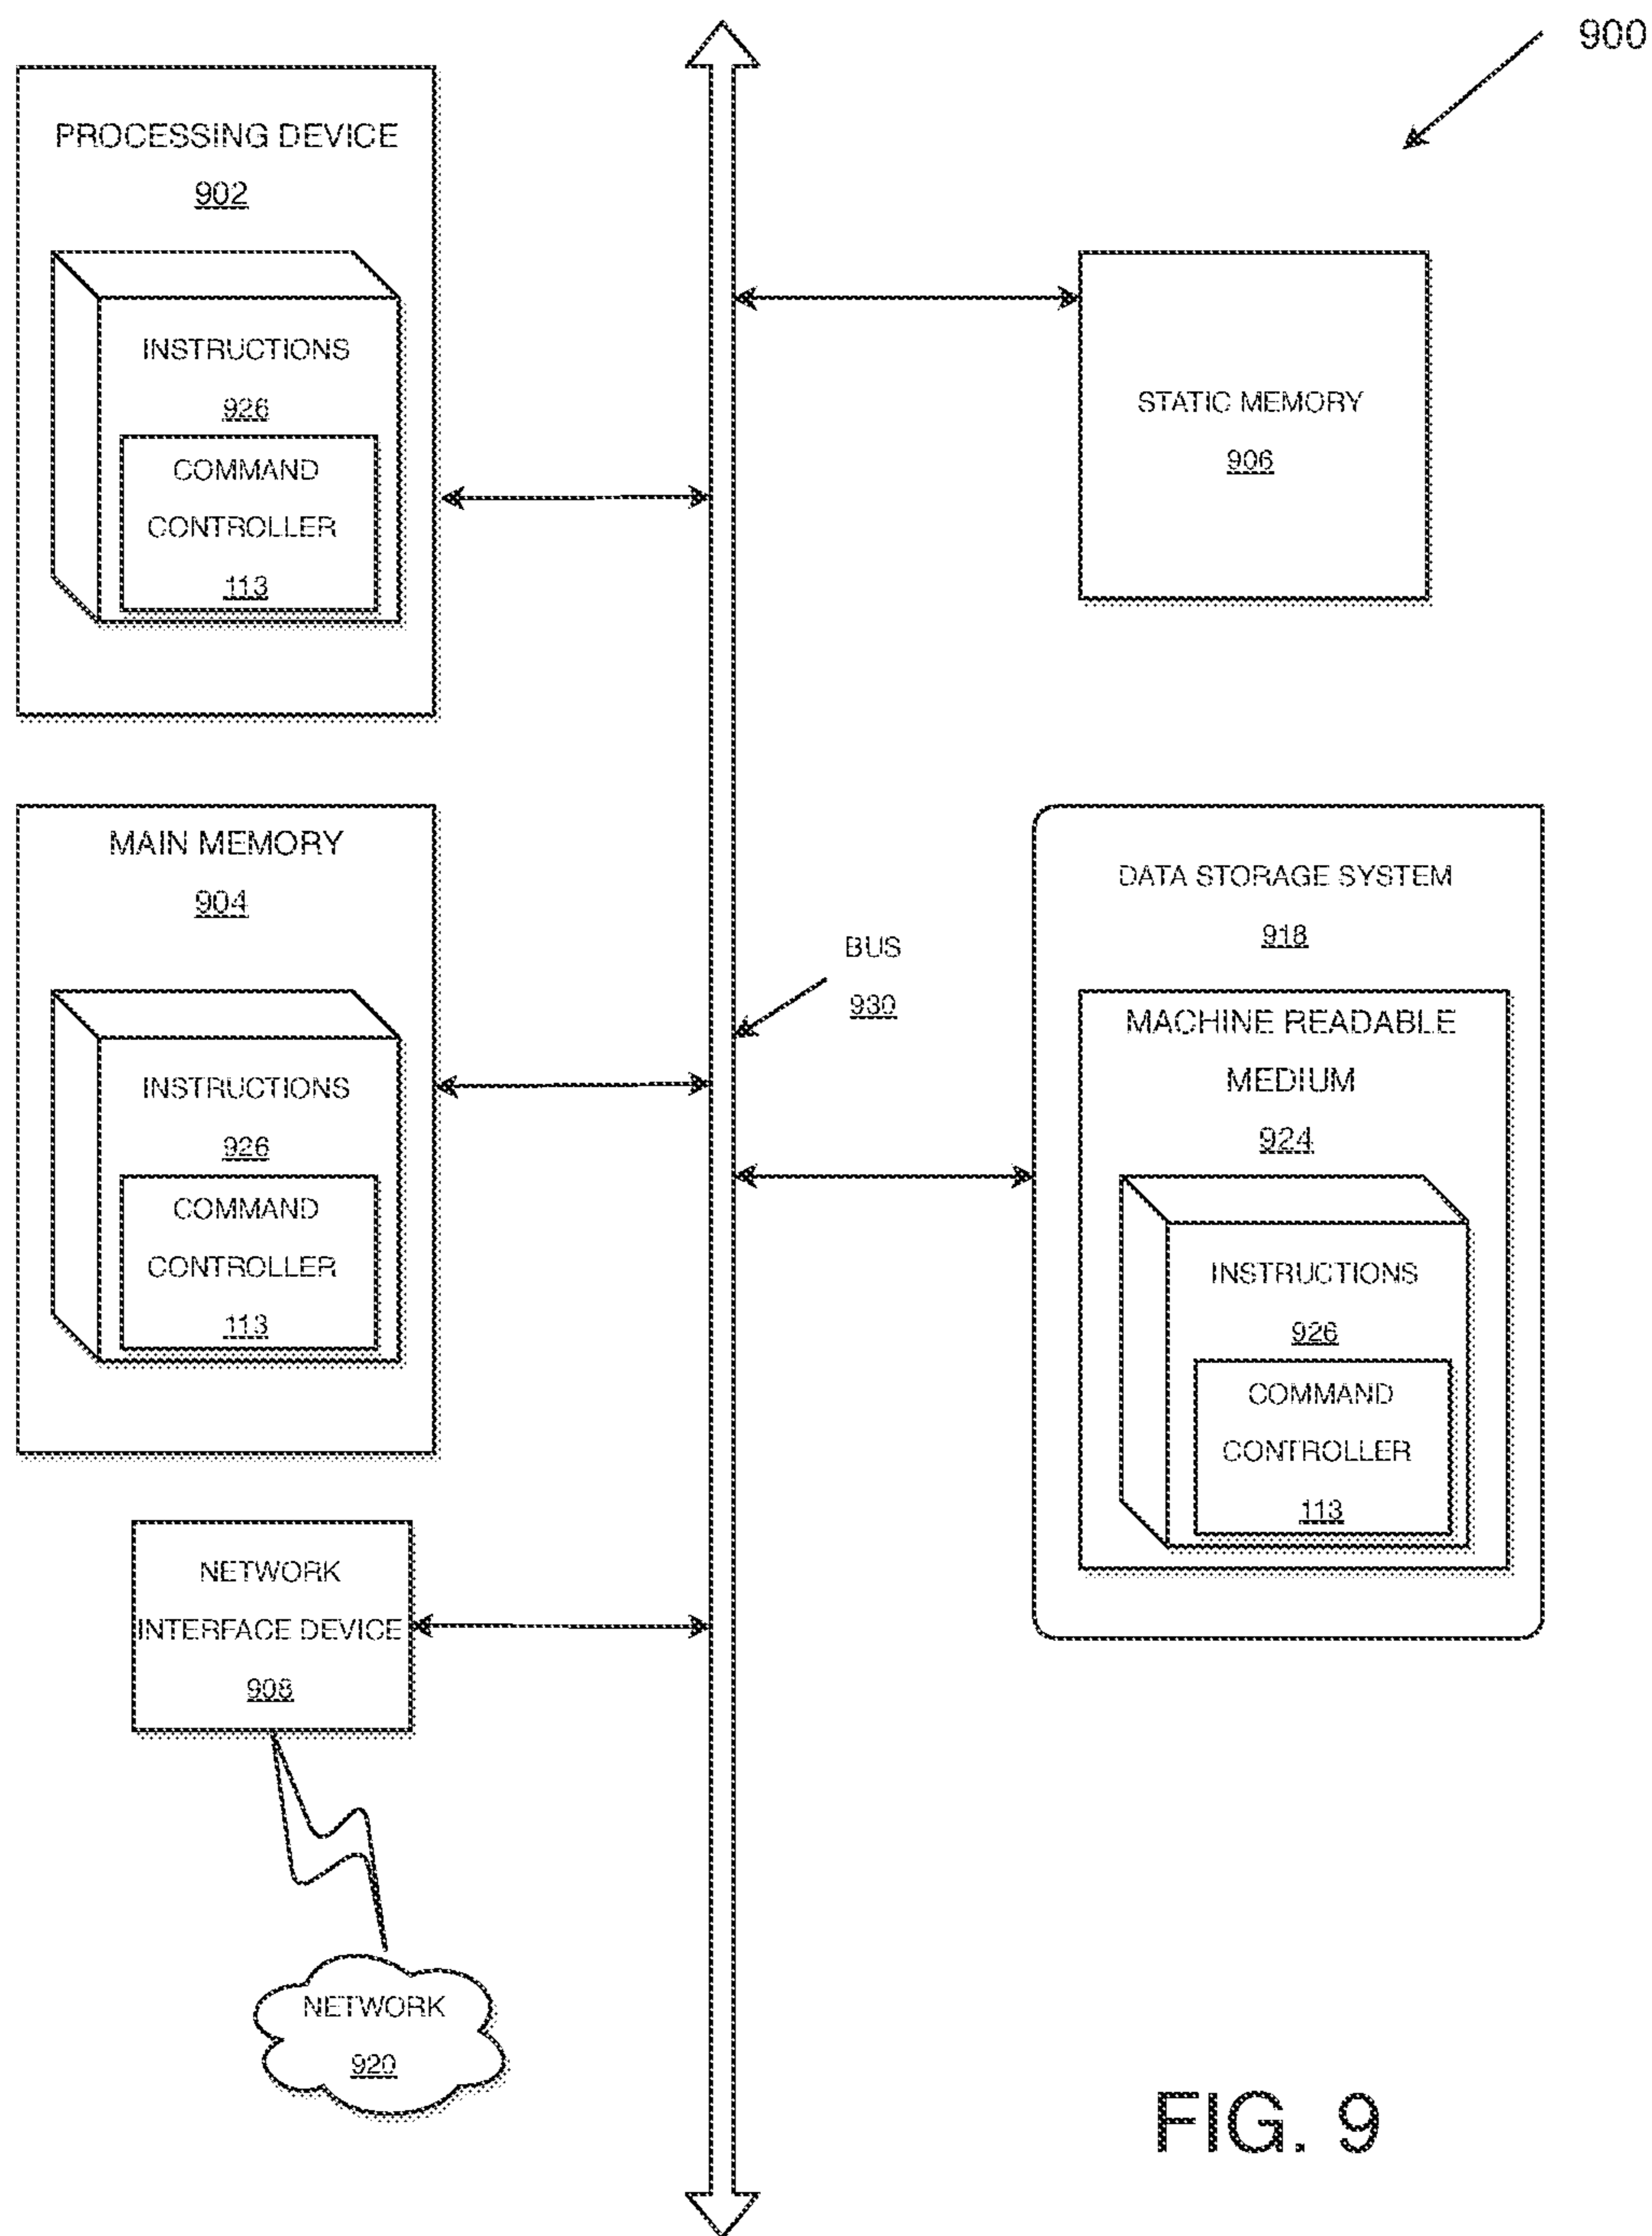 900
PROCESSING DEVICE
902
INSTRUCTIONS
926
COMMAND
CONTROLLER
113
STATIC MEMORY
906
MAIN MEMORY
904
INSTRUCTIONS
926
COMMAND
CONTROLLER
113
BUS
930
DATA STORAGE SYSTEM
918
MACHINE READABLE
MEDIUM
924
INSTRUCTIONS
926
COMMAND
CONTROLLER
113
NETWORK
INTERFACE DEVICE
908
NETWORK
920
FIG. 9